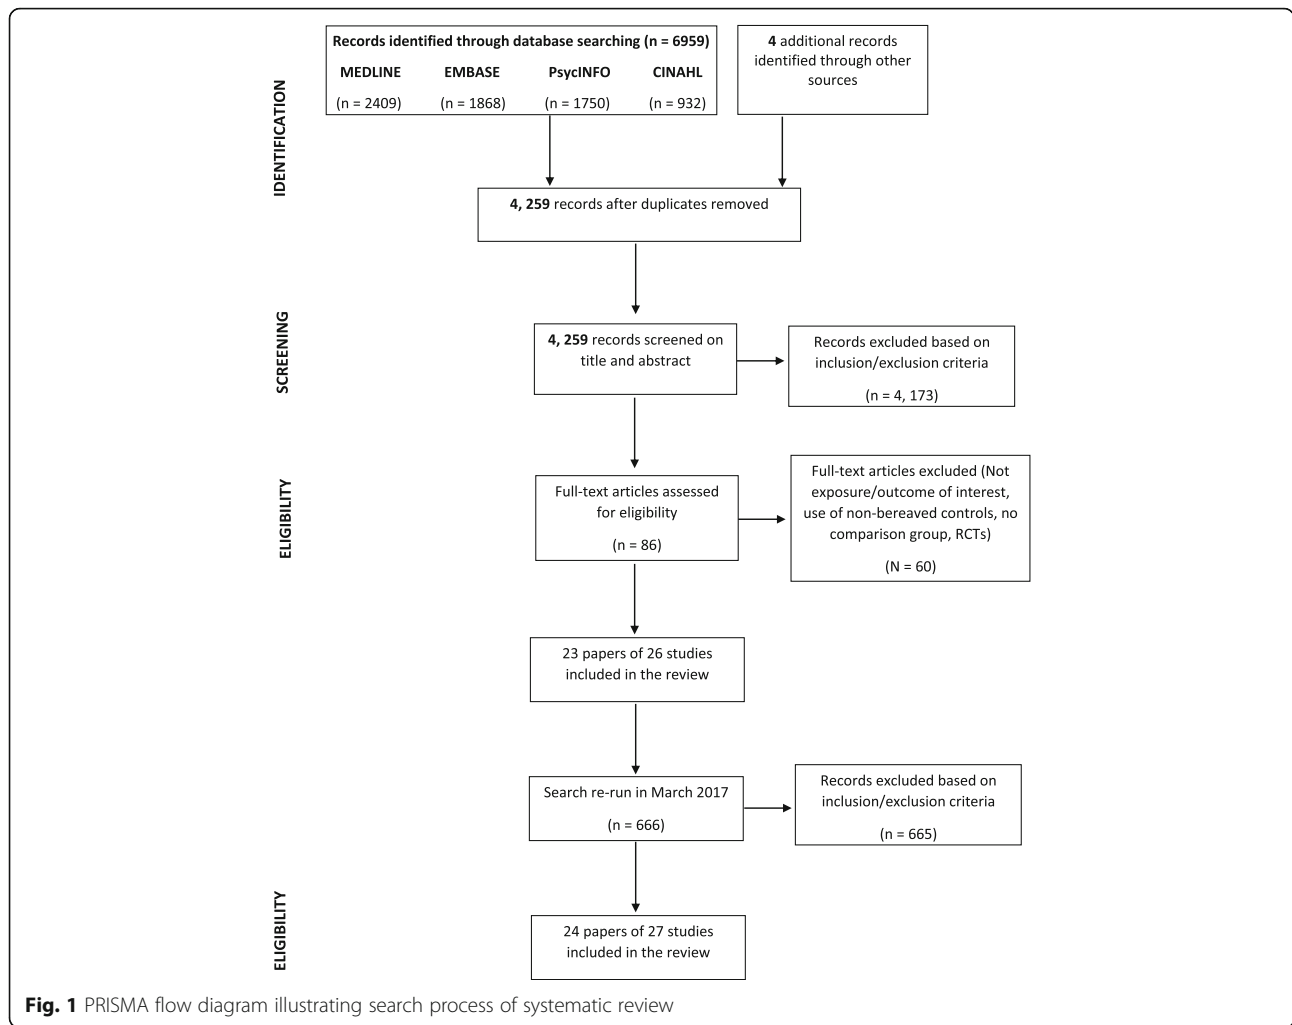 Records identified through database searching (n = 6959)
MEDLINE EMBASE PsycINFO CINAHL
(n = 2409) (n = 1868) (n = 1750) (n = 932)
4 additional records
identified through other
sources
IDENTIFICATION
4, 259 records after duplicates removed
SCREENING
4, 259 records screened on
title and abstract
Records excluded based on
inclusion/exclusion criteria
(n = 4, 173)
ELIGIBILITY
Full-text articles assessed
for eligibility
(n = 86)
Full-text articles excluded (Not
exposure/outcome of interest,
use of non-bereaved controls, no
comparison group, RCTs)
(N = 60)
23 papers of 26 studies
included in the review
Search re-run in March 2017
(n = 666)
Records excluded based on
inclusion/exclusion criteria
(n = 665)
ELIGIBILITY
24 papers of 27 studies
included in the review
Fig. 1 PRISMA flow diagram illustrating search process of systematic review